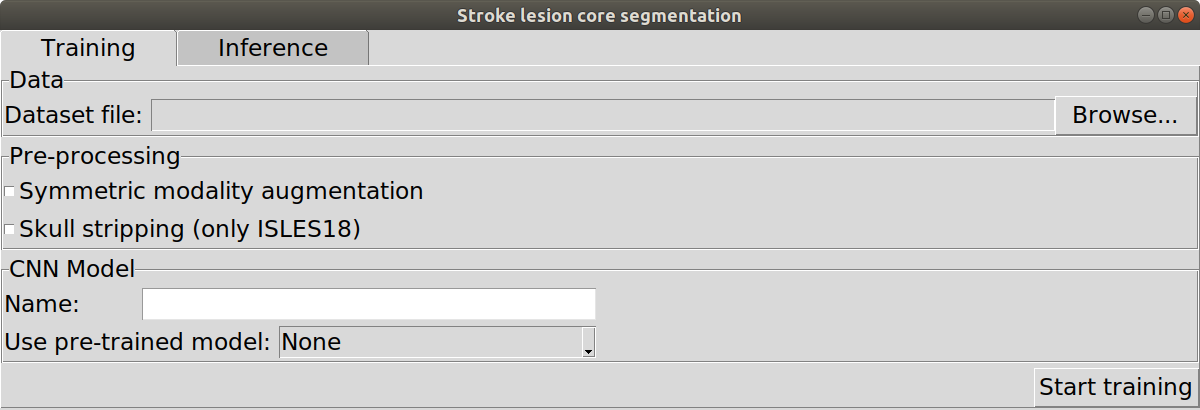 Stroke lesion core segmentation
Training Inference
Data
Dataset file: Browse...
Pre-processing
Symmetric modality augmentation
Skull stripping (only ISLES18)
CNN Model
Name:
Use pre-trained model: None
Start training